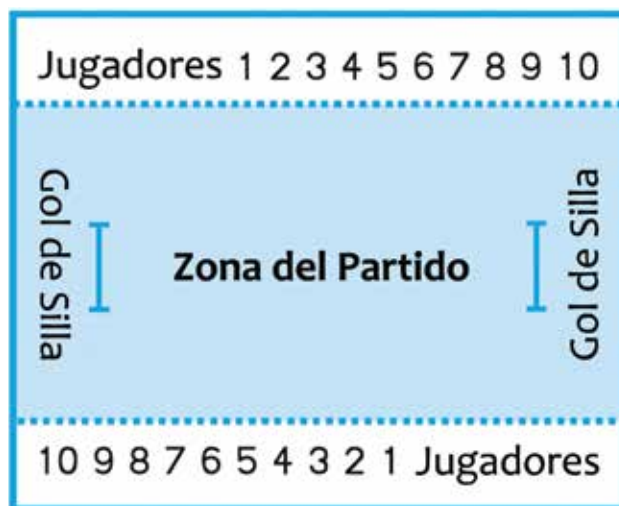 Jugadores 1 2 3 4 5 6 7 8 9 10
Gol de Silla
Zona del Partido
Gol de Silla
10 9 8 7 6 5 4 3 2 1 Jugadores